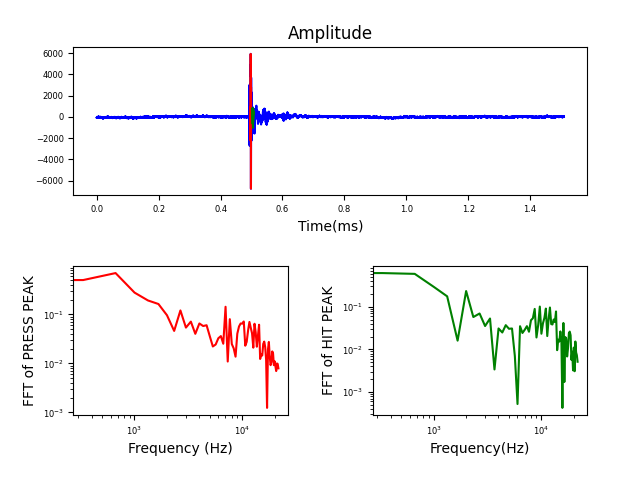 Amplitude
6000
4000
2000
0
−2000
−4000
−6000
0.0 0.2 0.4 0.6 0.8 1.0 1.2 1.4
Time(ms)
FFT of PRESS PEAK
10⁻¹
10⁻²
10⁻³
10³ 10⁴
Frequency (Hz)
FFT of HIT PEAK
10⁻¹
10⁻²
10⁻³
10³ 10⁴
Frequency(Hz)